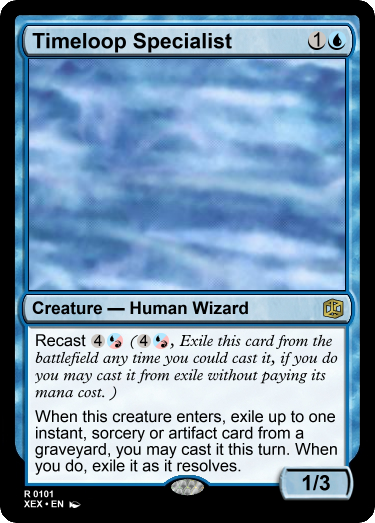 Timeloop Specialist 1
Creature — Human Wizard
Recast 4 (4, Exile this card from the
battlefield any time you could cast it, if you do
you may cast it from exile without paying its
mana cost. )
When this creature enters, exile up to one
instant, sorcery or artifact card from a
graveyard, you may cast it this turn. When
you do, exile it as it resolves.
1/3
R 0101
XEX • EN